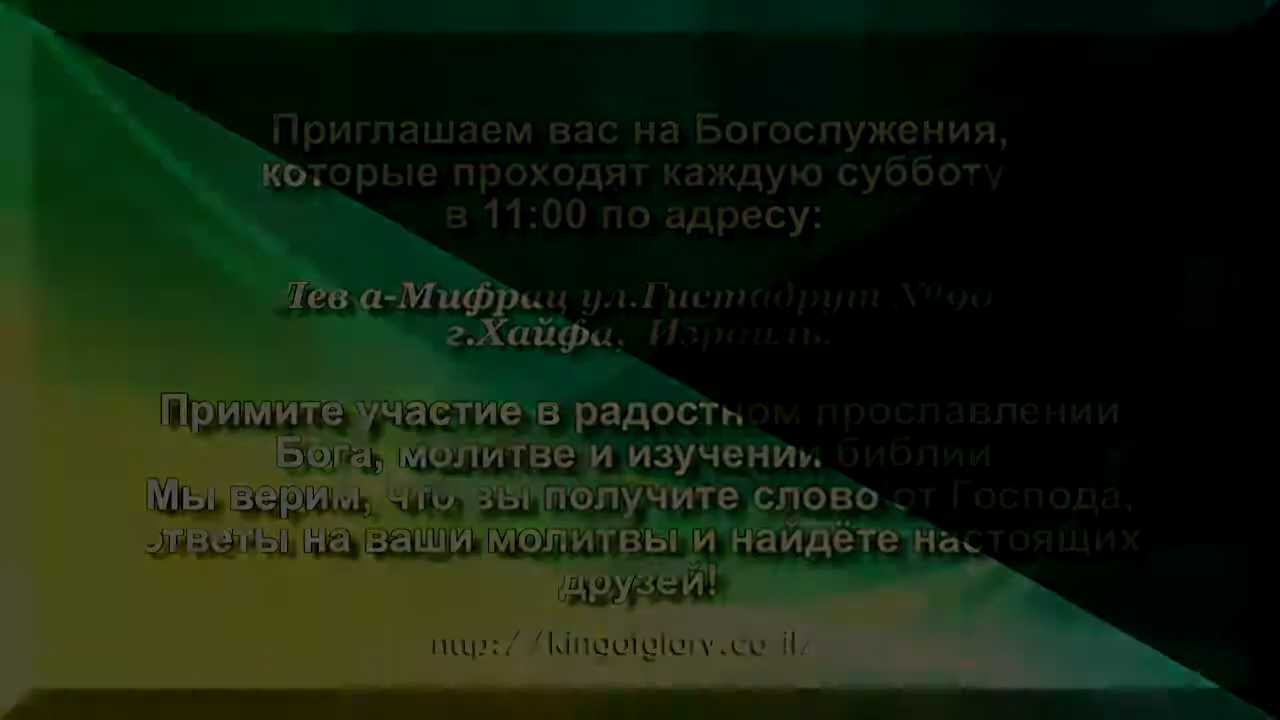 Приглашаем вас на Богослужения,
которые проходят каждую субботу
в 11:00 по адресу:
Лев а-Мифрац ул.Гистадрут №90
г.Хайфа, Израиль.
Примите участие в радостном прославлении
Бога, молитве и изучении библии
Мы верим, что вы получите слово от Господа,
ответы на ваши молитвы и найдёте настоящих
друзей!
http://kingofglory.co.il/